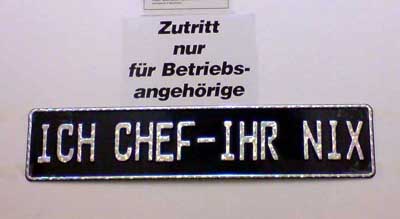 Zutritt
nur
für Betriebs-
angehörige
ICH CHEF-IHR NIX